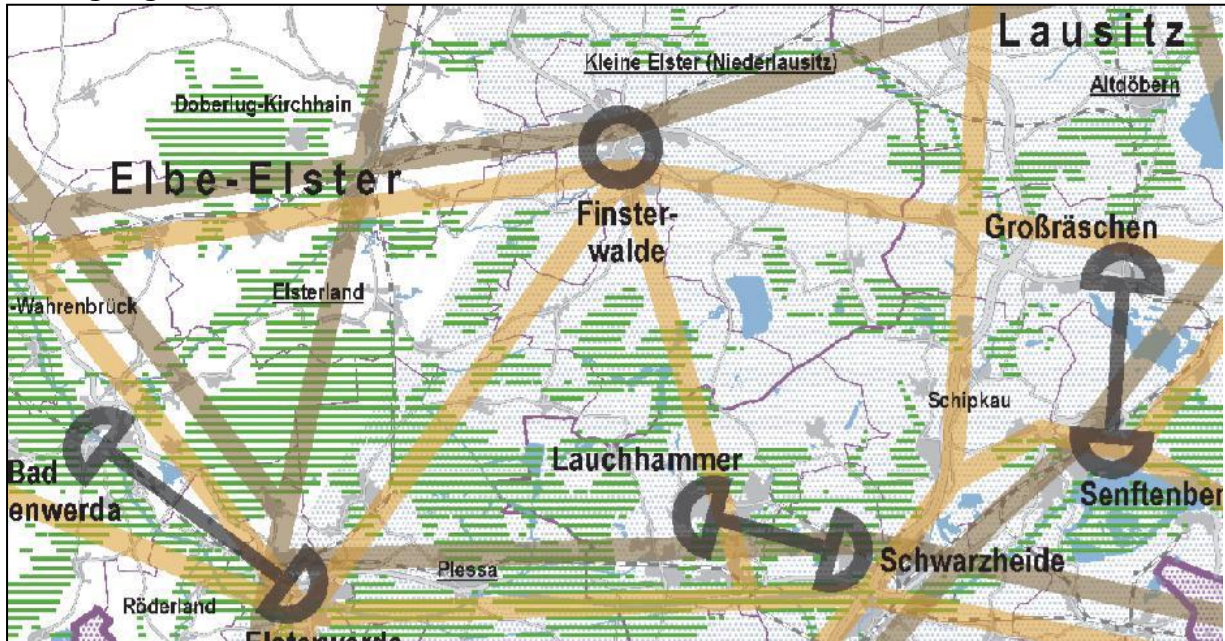 Lausitz
Kleine Elster (Niederlausitz)
Altdöbern
Doberlug-Kirchhain
Elbe-Elster
Finster-
walde
Großräschen
Elsterland
-Wahrenbrück
Schipkau
Lauchhammer
Bad
enwerda
Senftenber
Schwarzheide
Plessa
Röderland
Elsterwerda